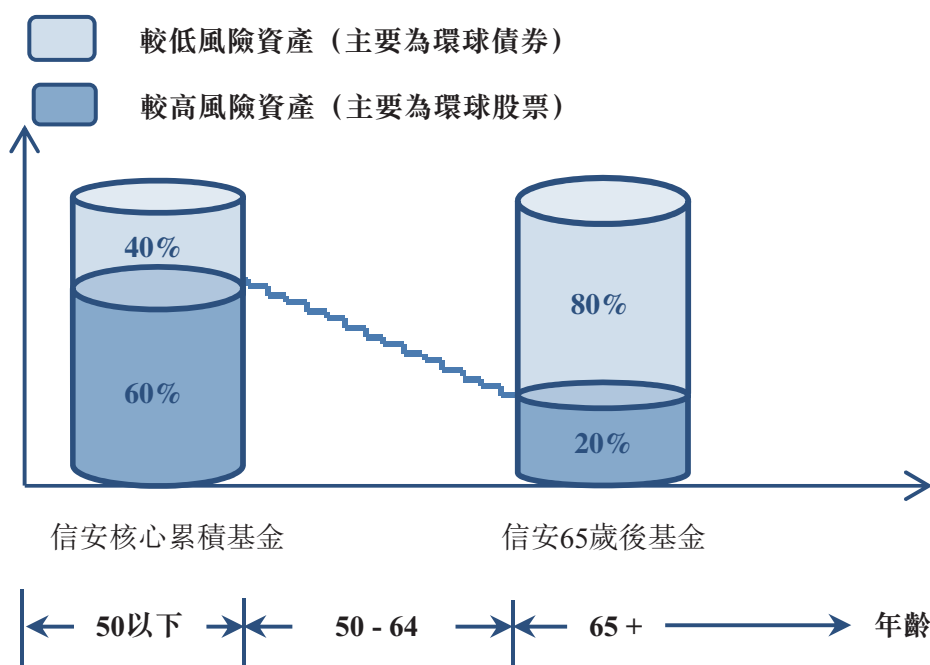 較低風險資產（主要為環球債券）
較高風險資產（主要為環球股票）
40%
60%
80%
20%
信安核心累積基金
信安65歲後基金
50以下
50 - 64
65 +
年齡